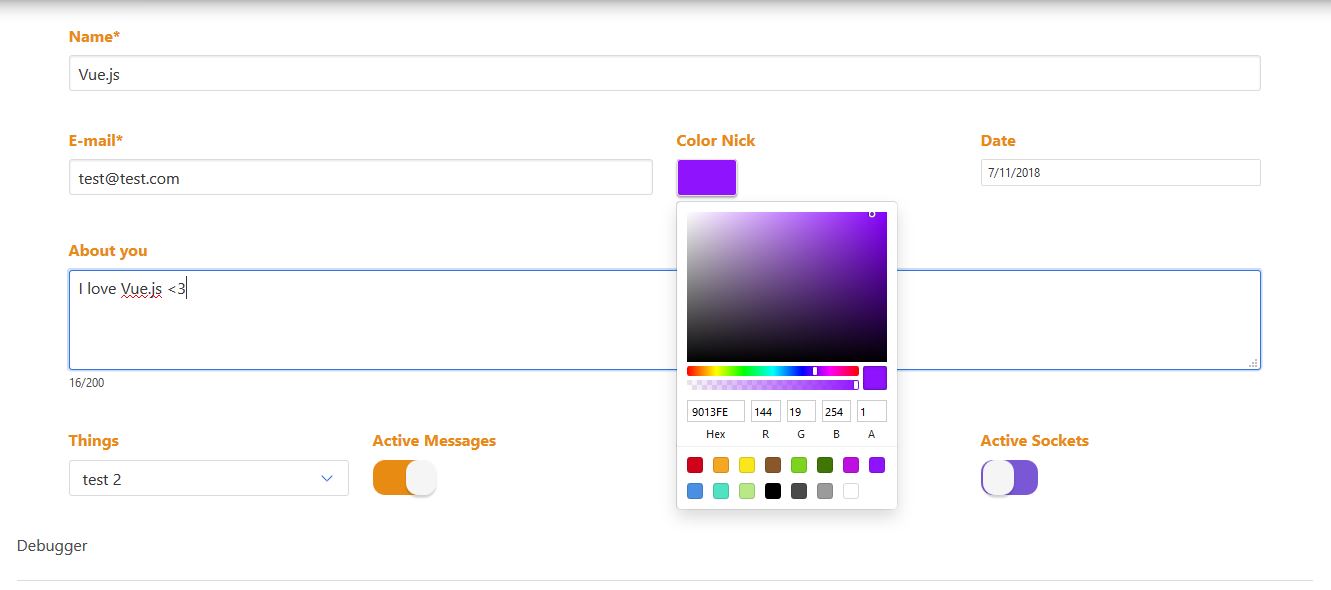 Name*
Vue.js
E-mail* Color Nick Date
test@test.com 7/11/2018
About you
I love Vue.js <3
16/200
9013FE 144 19 254 1
Hex R G B A
Things Active Messages Active Sockets
test 2
Debugger